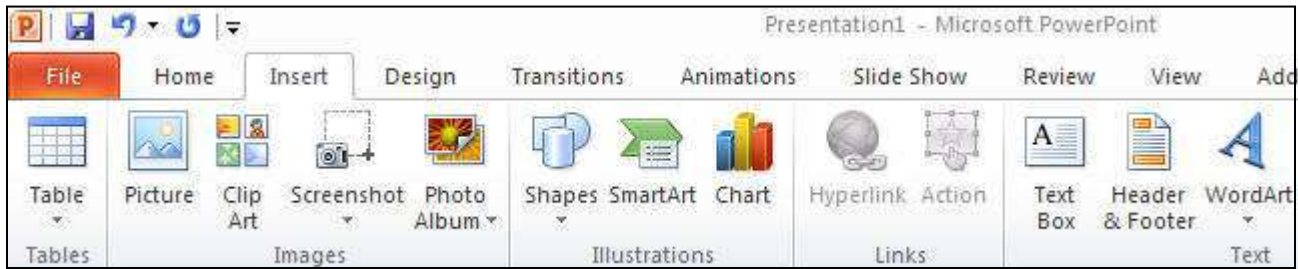 Presentation1 - Microsoft PowerPoint
File Home Insert Design Transitions Animations Slide Show Review View Add
Table Picture Clip Art Screenshot Photo Album Shapes SmartArt Chart Hyperlink Action Text Box Header & Footer WordArt
Tables Images Illustrations Links Text